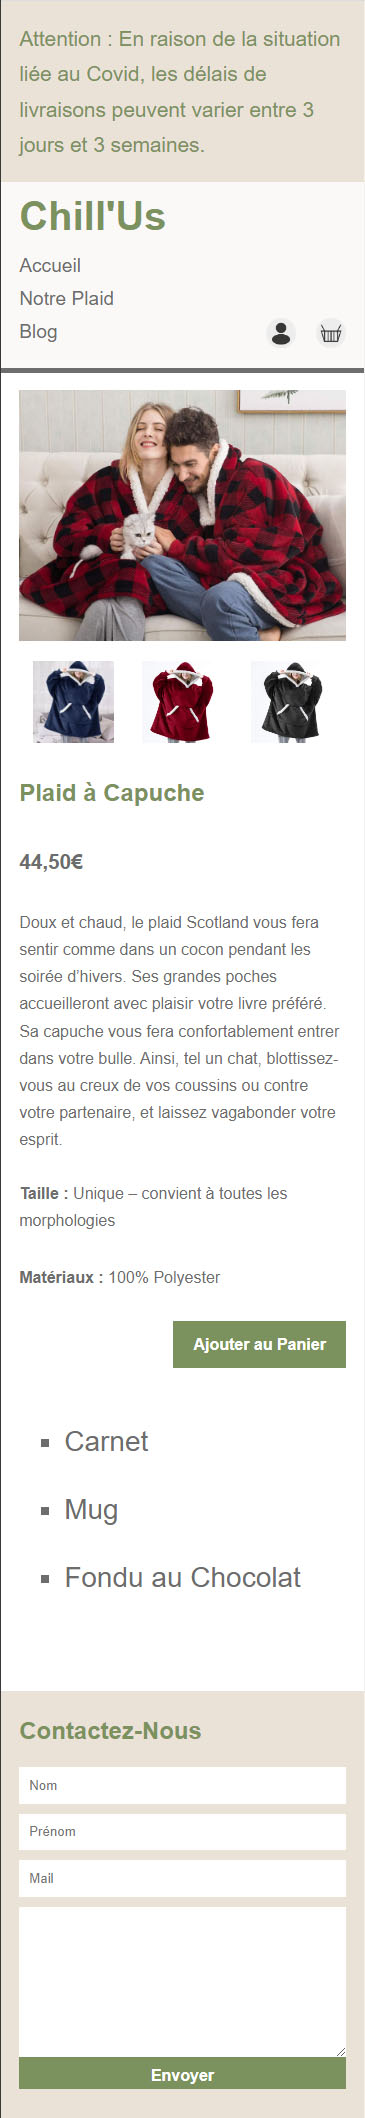 Attention : En raison de la situation
liée au Covid, les délais de
livraisons peuvent varier entre 3
jours et 3 semaines.
Chill'Us
Accueil
Notre Plaid
Blog
Plaid à Capuche
44,50€
Doux et chaud, le plaid Scotland vous fera
sentir comme dans un cocon pendant les
soirée d’hivers. Ses grandes poches
accueilleront avec plaisir votre livre préféré.
Sa capuche vous fera confortablement entrer
dans votre bulle. Ainsi, tel un chat, blottissez-
vous au creux de vos coussins ou contre
votre partenaire, et laissez vagabonder votre
esprit.
Taille : Unique – convient à toutes les
morphologies
Matériaux : 100% Polyester
Ajouter au Panier
Carnet
Mug
Fondu au Chocolat
Contactez-Nous
Nom
Prénom
Mail
Envoyer